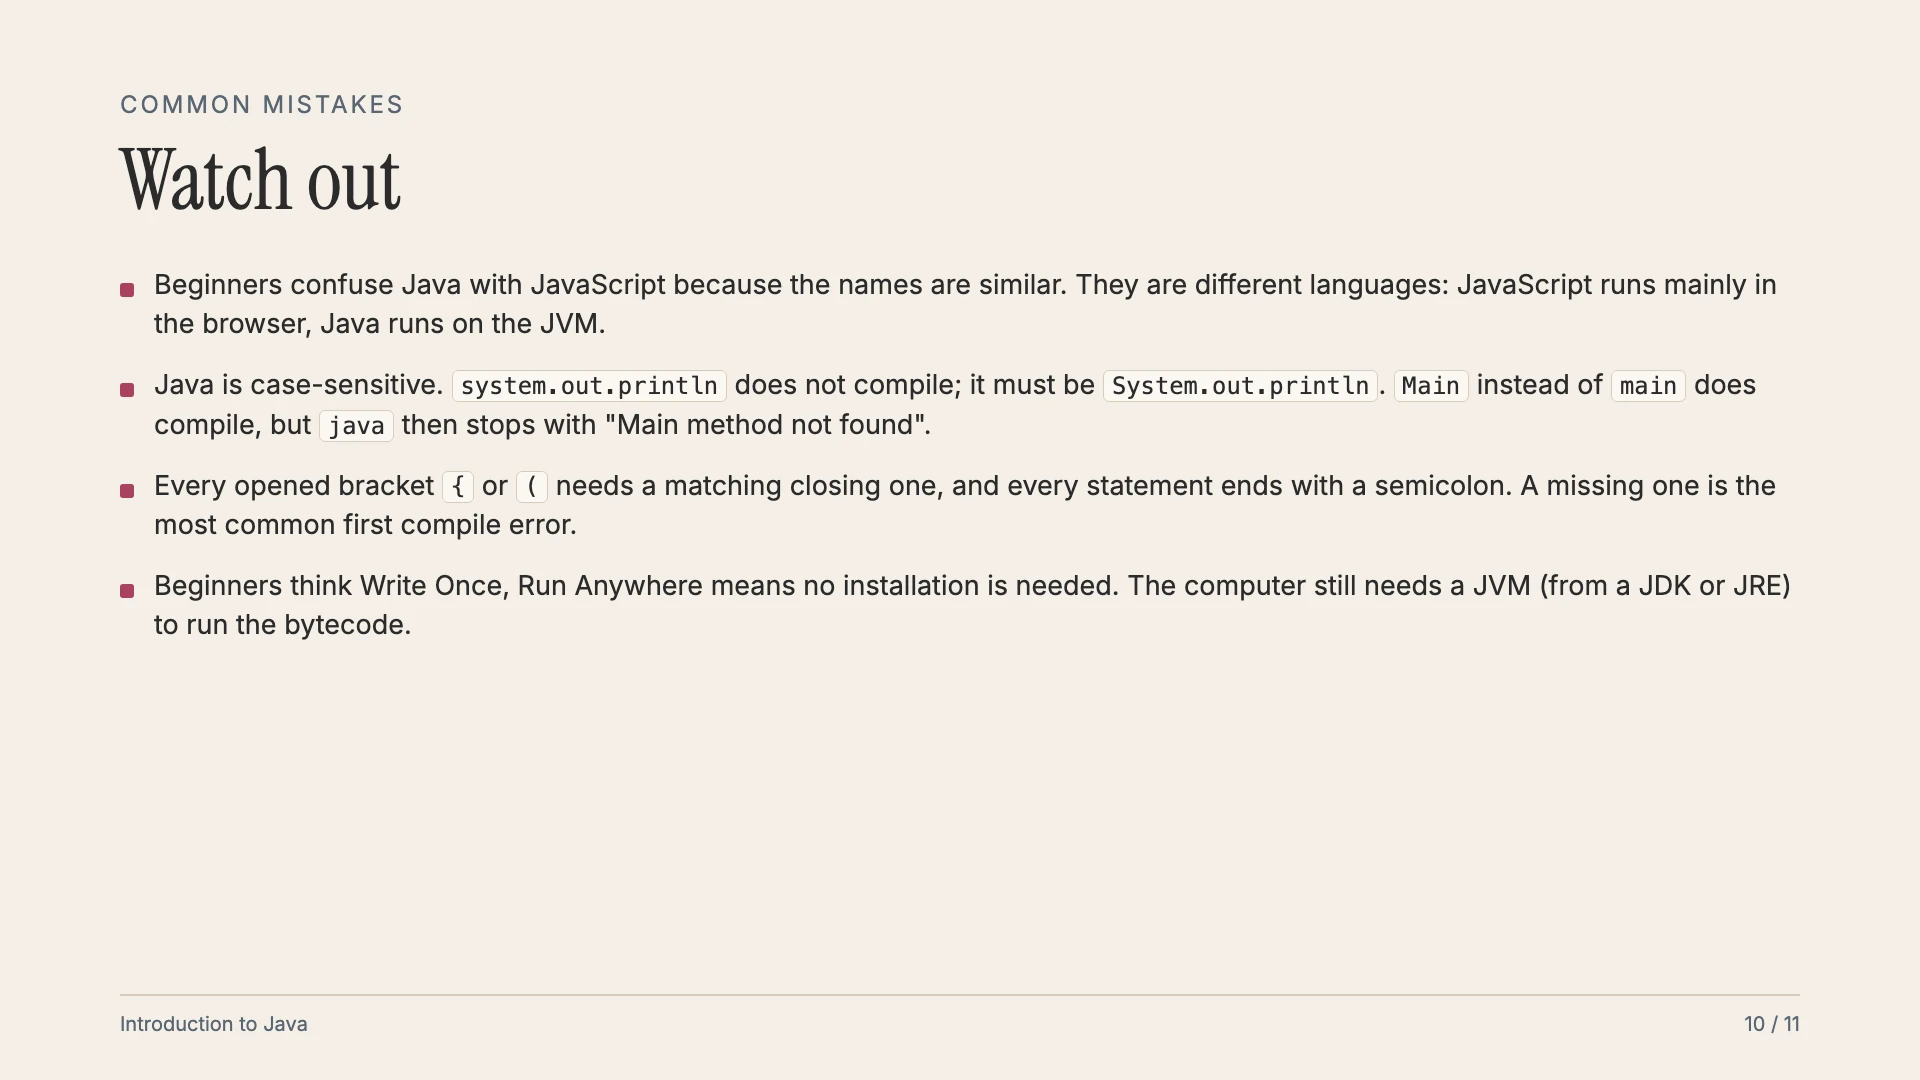 COMMON MISTAKES
Watch out
Beginners confuse Java with JavaScript because the names are similar. They are different languages: JavaScript runs mainly in
the browser, Java runs on the JVM.
Java is case-sensitive. system.out.println does not compile; it must be System.out.println. Main instead of main does
compile, but java then stops with "Main method not found".
Every opened bracket { or ( needs a matching closing one, and every statement ends with a semicolon. A missing one is the
most common first compile error.
Beginners think Write Once, Run Anywhere means no installation is needed. The computer still needs a JVM (from a JDK or JRE)
to run the bytecode.
Introduction to Java
10 / 11